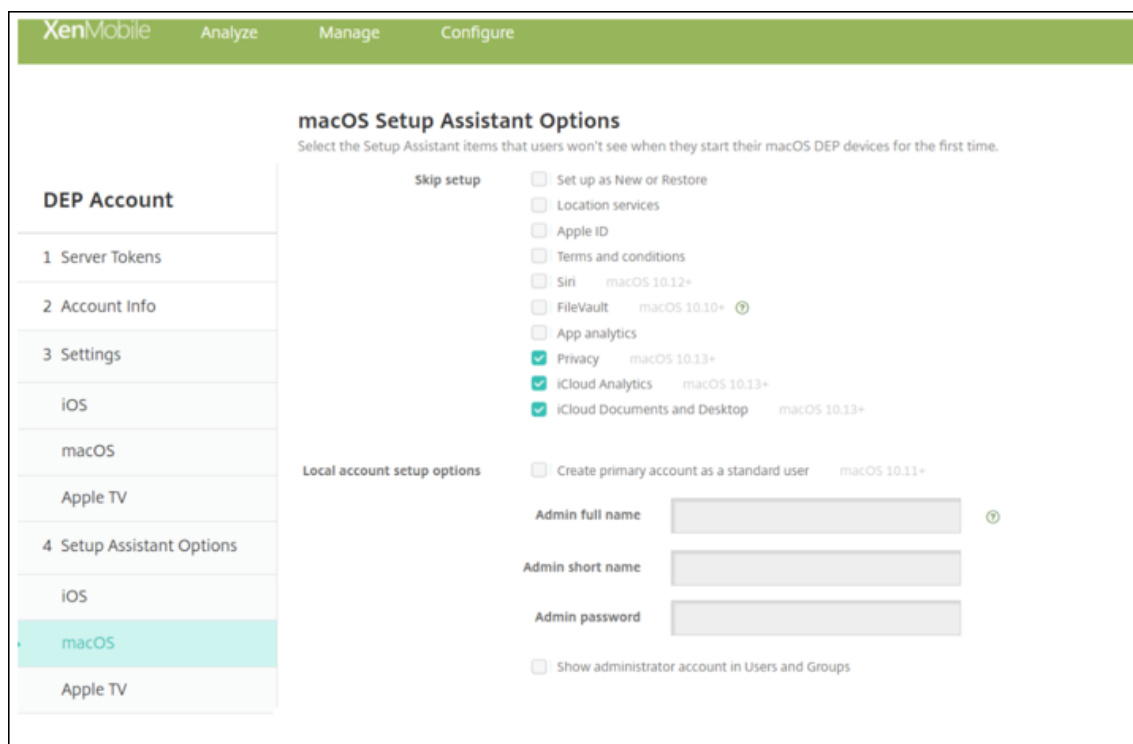 XenMobile Analyze Manage Configure
macOS Setup Assistant Options
Select the Setup Assistant items that users won't see when they start their macOS DEP devices for the first time.
DEP Account
1 Server Tokens
2 Account Info
3 Settings
iOS
macOS
Apple TV
4 Setup Assistant Options
iOS
macOS
Apple TV
Skip setup
Set up as New or Restore
Location services
Apple ID
Terms and conditions
Siri macOS 10.12+
FileVault macOS 10.10+ ?
App analytics
Privacy macOS 10.13+
iCloud Analytics macOS 10.13+
iCloud Documents and Desktop macOS 10.13+
Local account setup options
Create primary account as a standard user macOS 10.11+
Admin full name ?
Admin short name
Admin password
Show administrator account in Users and Groups